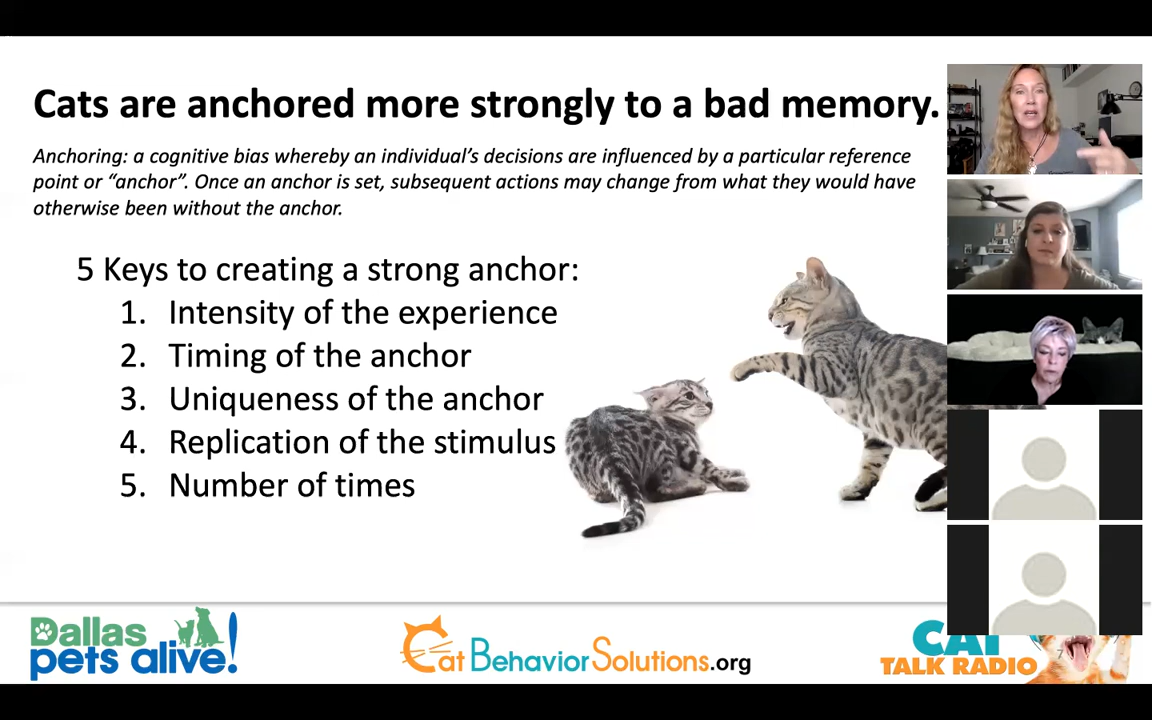 Cats are anchored more strongly to a bad memory.
Anchoring: a cognitive bias whereby an individual's decisions are influenced by a particular reference
point or “anchor”. Once an anchor is set, subsequent actions may change from what they would have
otherwise been without the anchor.
5 Keys to creating a strong anchor:
1. Intensity of the experience
2. Timing of the anchor
3. Uniqueness of the anchor
4. Replication of the stimulus
5. Number of times
Dallas
pets alive!
Cat Behavior Solutions.org
CAT
TALK RADIO